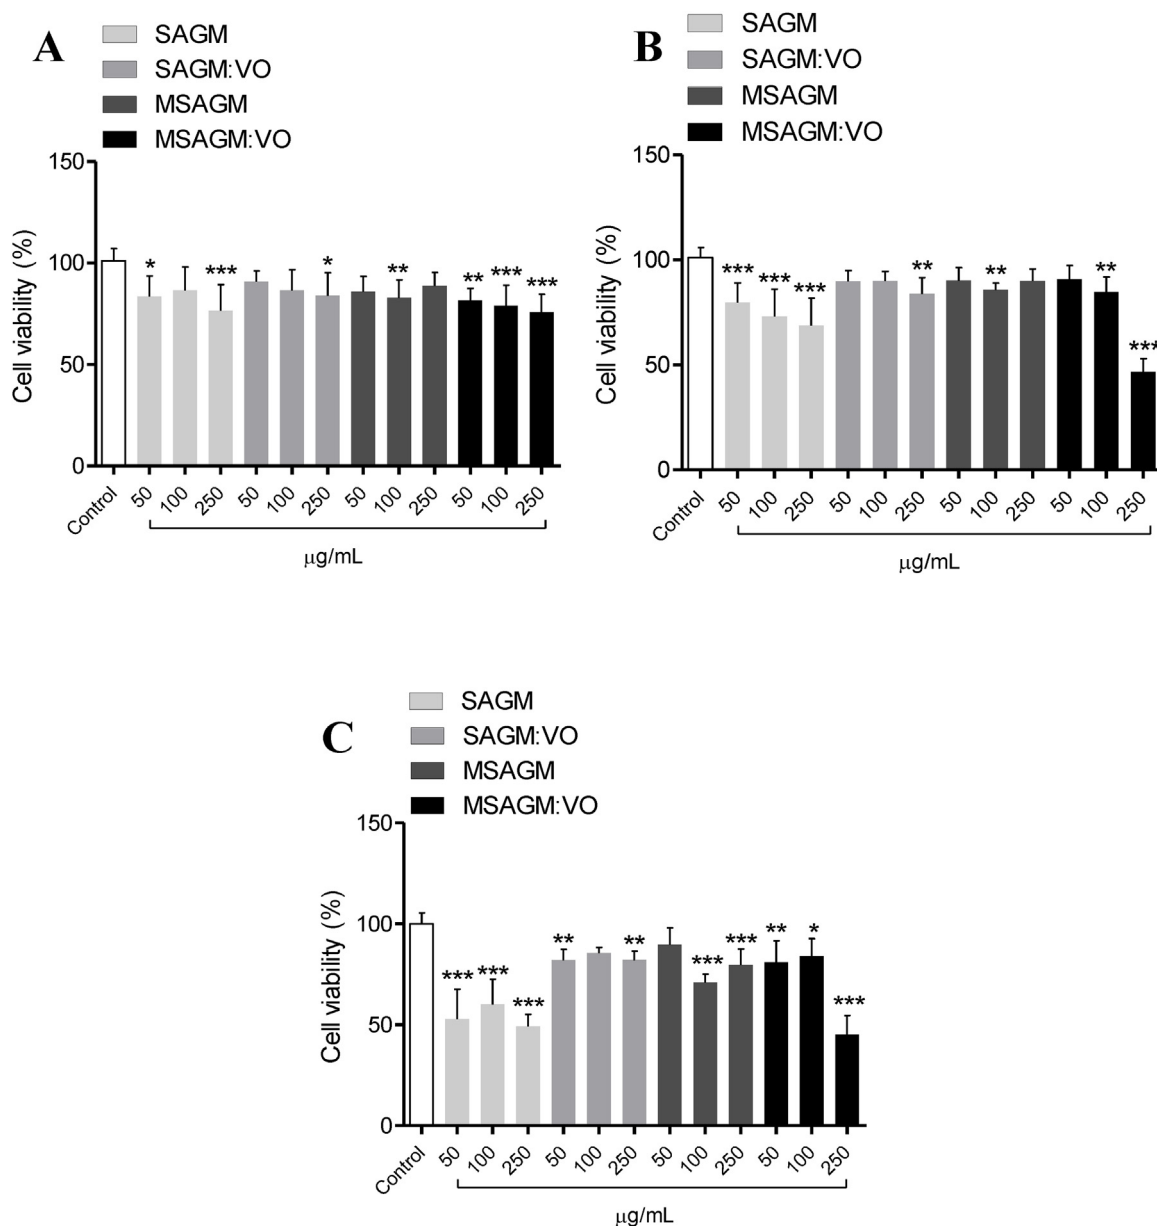 A
SAGM
SAGM:VO
MSAGM
MSAGM:VO
Cell viability (%)
150
100
50
0
* *** * ** ** *** ***
Control 50 100 250 50 100 250 50 100 250 50 100 250
μg/mL
B
SAGM
SAGM:VO
MSAGM
MSAGM:VO
Cell viability (%)
150
100
50
0
*** *** *** ** ** ** ***
Control 50 100 250 50 100 250 50 100 250 50 100 250
μg/mL
C
SAGM
SAGM:VO
MSAGM
MSAGM:VO
Cell viability (%)
150
100
50
0
*** *** *** ** ** *** *** ** * ***
Control 50 100 250 50 100 250 50 100 250 50 100 250
μg/mL